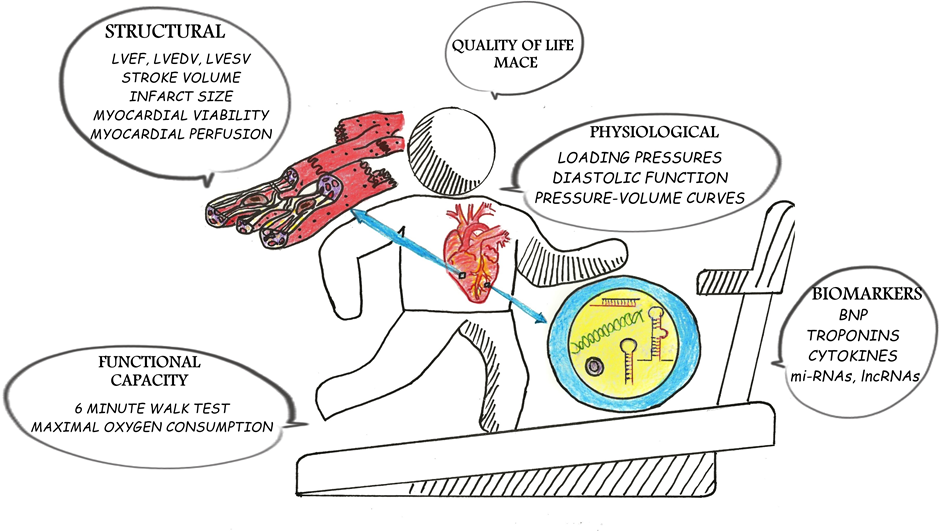 STRUCTURAL
LVEF, LVEDV, LVESV
STROKE VOLUME
INFARCT SIZE
MYOCARDIAL VIABILITY
MYOCARDIAL PERFUSION
QUALITY OF LIFE
MACE
PHYSIOLOGICAL
LOADING PRESSURES
DIASTOLIC FUNCTION
PRESSURE-VOLUME CURVES
BIOMARKERS
BNP
TROPONINS
CYTOKINES
mi-RNAs, lncRNAs
FUNCTIONAL
CAPACITY
6 MINUTE WALK TEST
MAXIMAL OXYGEN CONSUMPTION